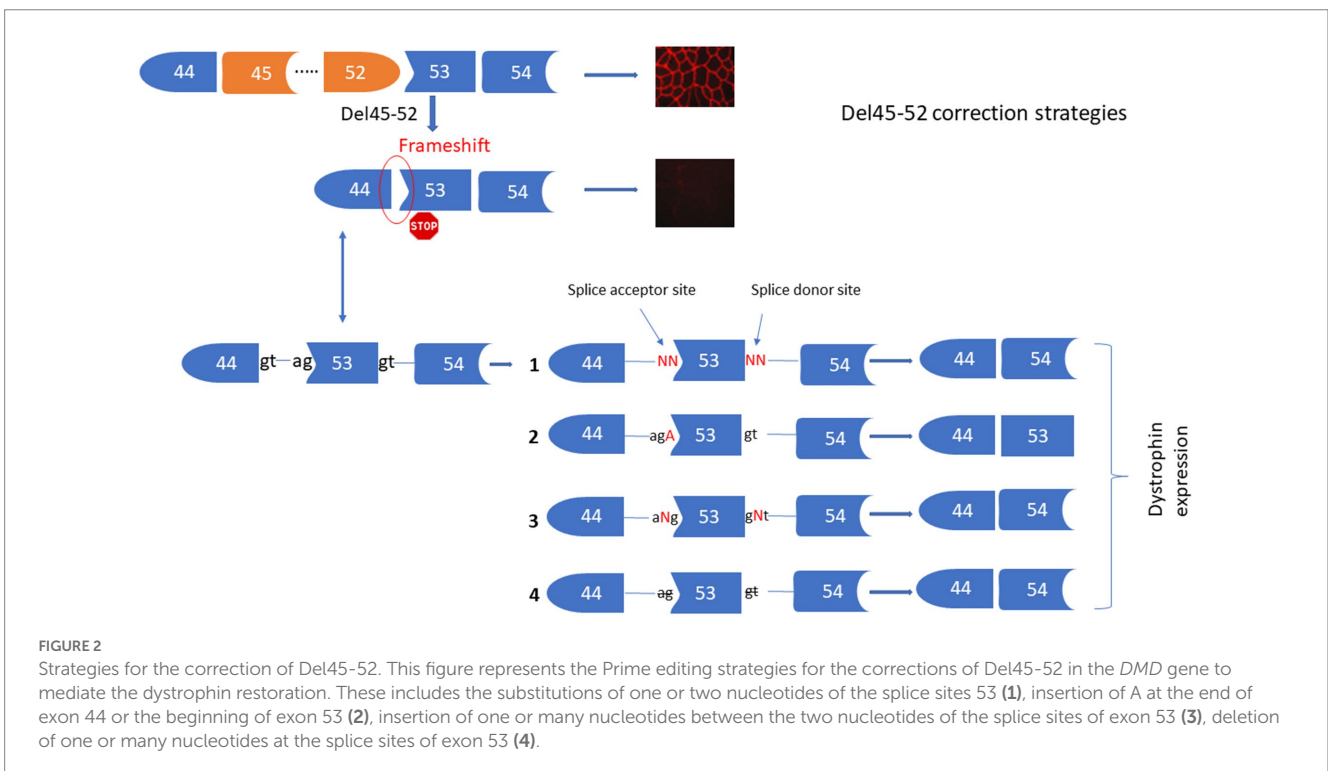 44 45 ..... 52 53 54
Del45-52 correction strategies
Del45-52
Frameshift
44 53 54
STOP
Splice acceptor site Splice donor site
44 gt ag 53 gt 54
1 44 NN 53 NN 54 44 54
2 44 agA 53 gt 54 44 53
3 44 aNg 53 gNt 54 44 54
4 44 ag 53 gt 54 44 54
Dystrophin
expression
FIGURE 2
Strategies for the correction of Del45-52. This figure represents the Prime editing strategies for the corrections of Del45-52 in the DMD gene to
mediate the dystrophin restoration. These includes the substitutions of one or two nucleotides of the splice sites 53 (1), insertion of A at the end of
exon 44 or the beginning of exon 53 (2), insertion of one or many nucleotides between the two nucleotides of the splice sites of exon 53 (3), deletion
of one or many nucleotides at the splice sites of exon 53 (4).